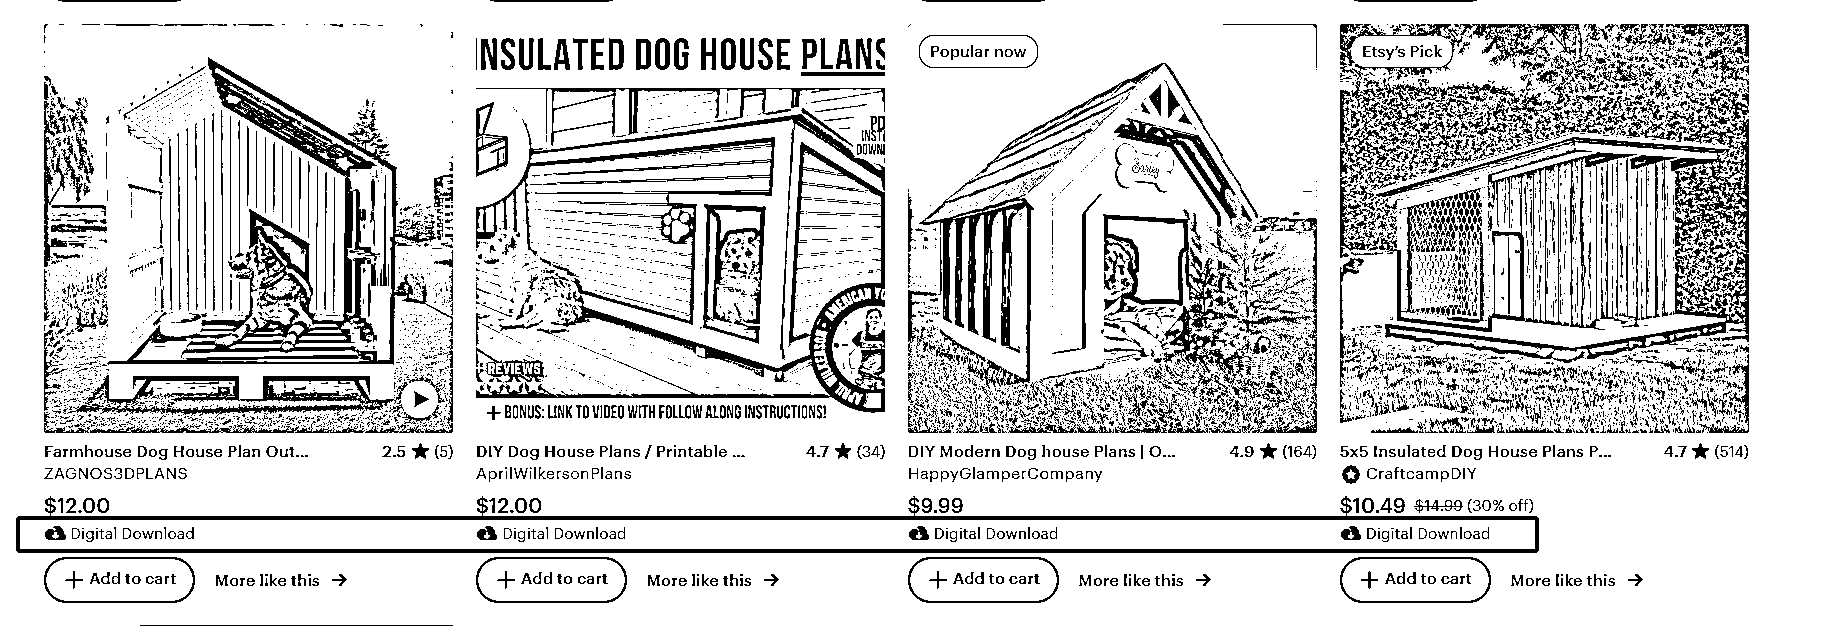 INSULATED DOG HOUSE PLANS
Popular now
Etsy's Pick
REVIEWS
+ BONUS: LINK TO VIDEO WITH FOLLOW ALONG INSTRUCTIONS!
Farmhouse Dog House Plan Out... 2.5 ★ (5)
ZAGNOS3DPLANS
$12.00
Digital Download
+ Add to cart More like this →
DIY Dog House Plans / Printable ... 4.7 ★ (34)
AprilWilkersonPlans
$12.00
Digital Download
+ Add to cart More like this →
DIY Modern Dog house Plans | O... 4.9 ★ (164)
HappyGlamperCompany
$9.99
Digital Download
+ Add to cart More like this →
5x5 Insulated Dog House Plans P... 4.7 ★ (514)
CraftcampDIY
$10.49 $14.99 (30% off)
Digital Download
+ Add to cart More like this →